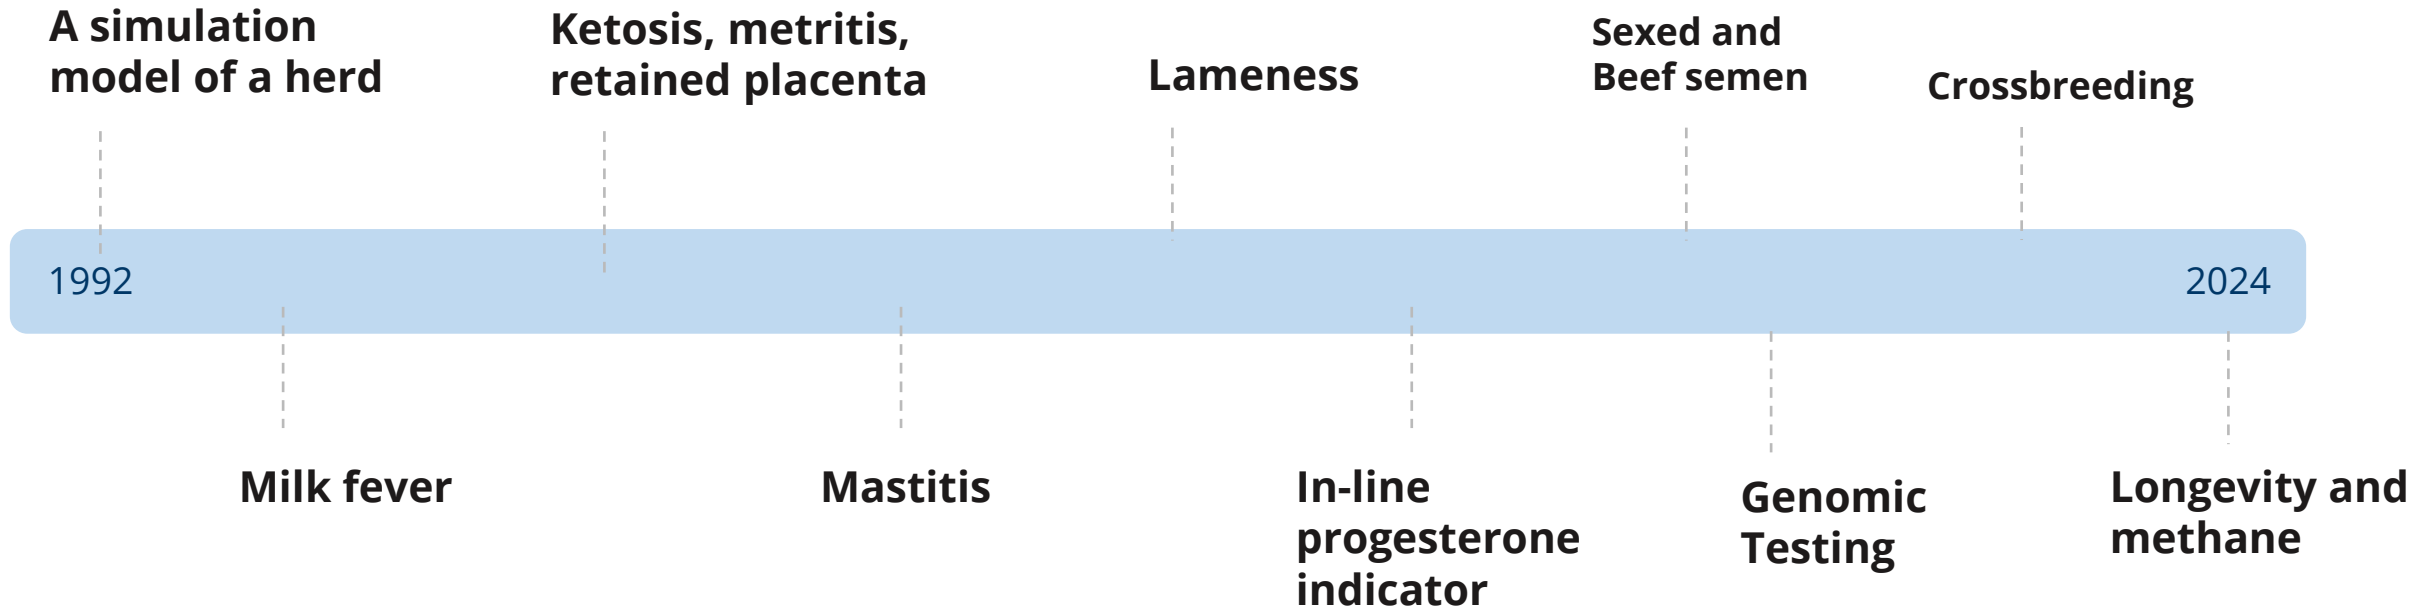 A simulation
model of a herd
Ketosis, metritis,
retained placenta
Lameness
Sexed and
Beef semen
Crossbreeding
1992
2024
Milk fever
Mastitis
In-line
progesterone
indicator
Genomic
Testing
Longevity and
methane